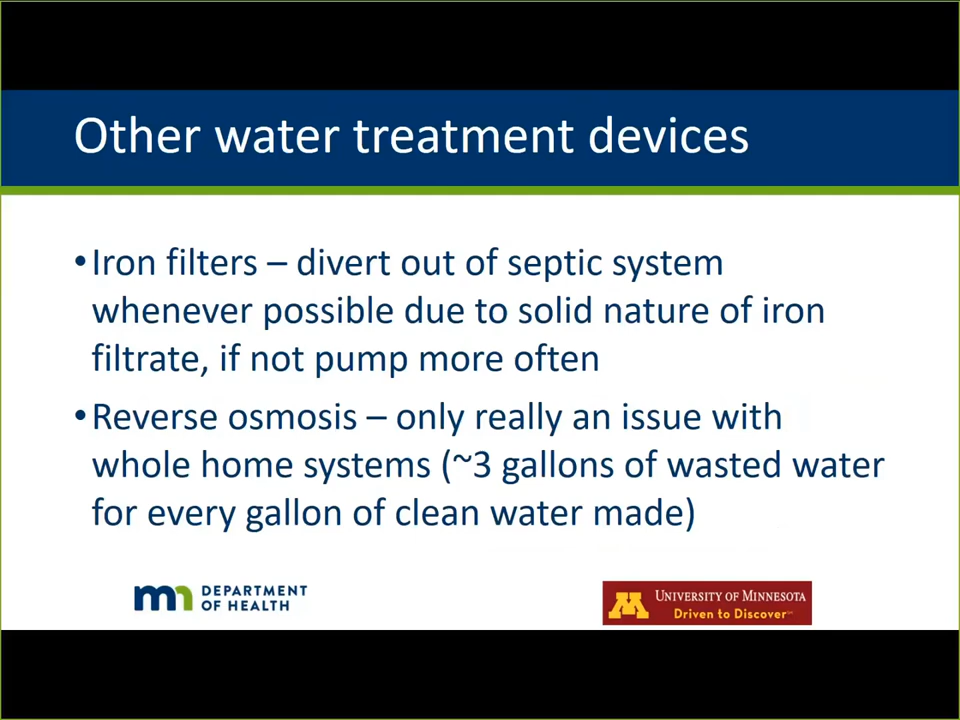 Other water treatment devices
•Iron filters – divert out of septic system
whenever possible due to solid nature of iron
filtrate, if not pump more often
•Reverse osmosis – only really an issue with
whole home systems (~3 gallons of wasted water
for every gallon of clean water made)
mn DEPARTMENT
OF HEALTH
M UNIVERSITY OF MINNESOTA
Driven to Discover℠